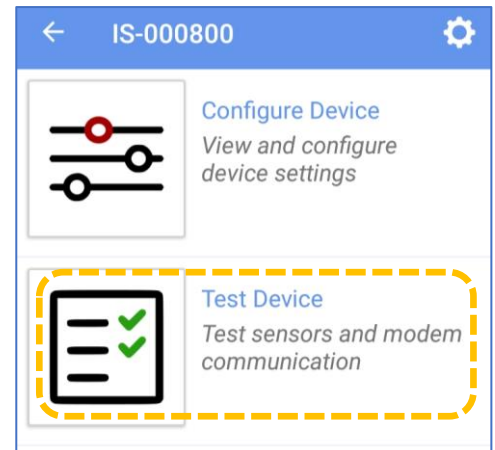 IS-000800
Configure Device
View and configure
device settings
Test Device
Test sensors and modem
communication